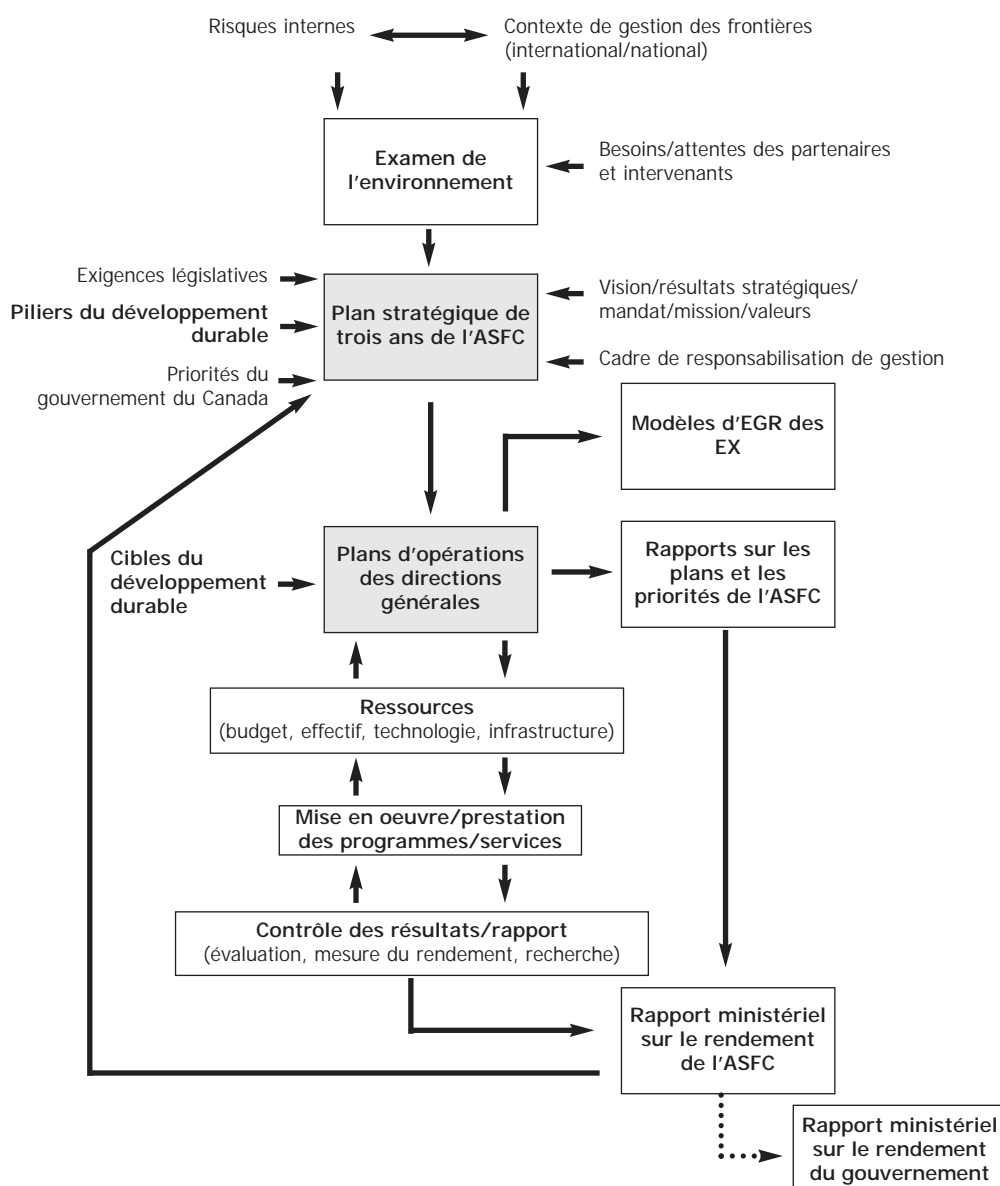 Risques internes
Contexte de gestion des frontières
(international/national)
Examen de
l'environnement
Besoins/attentes des partenaires
et intervenants
Exigences législatives
Piliers du développement
durable
Priorités du
gouvernement du Canada
Plan stratégique de
trois ans de l'ASFC
Vision/résultats stratégiques/
mandat/mission/valeurs
Cadre de responsabilisation de gestion
Modèles d'EGR des
EX
Cibles du
développement
durable
Plans d'opérations
des directions
générales
Rapports sur les
plans et les
priorités de l'ASFC
Ressources
(budget, effectif, technologie, infrastructure)
Mise en oeuvre/prestation
des programmes/services
Contrôle des résultats/rapport
(évaluation, mesure du rendement, recherche)
Rapport ministériel
sur le rendement
de l'ASFC
Rapport ministériel
sur le rendement
du gouvernement